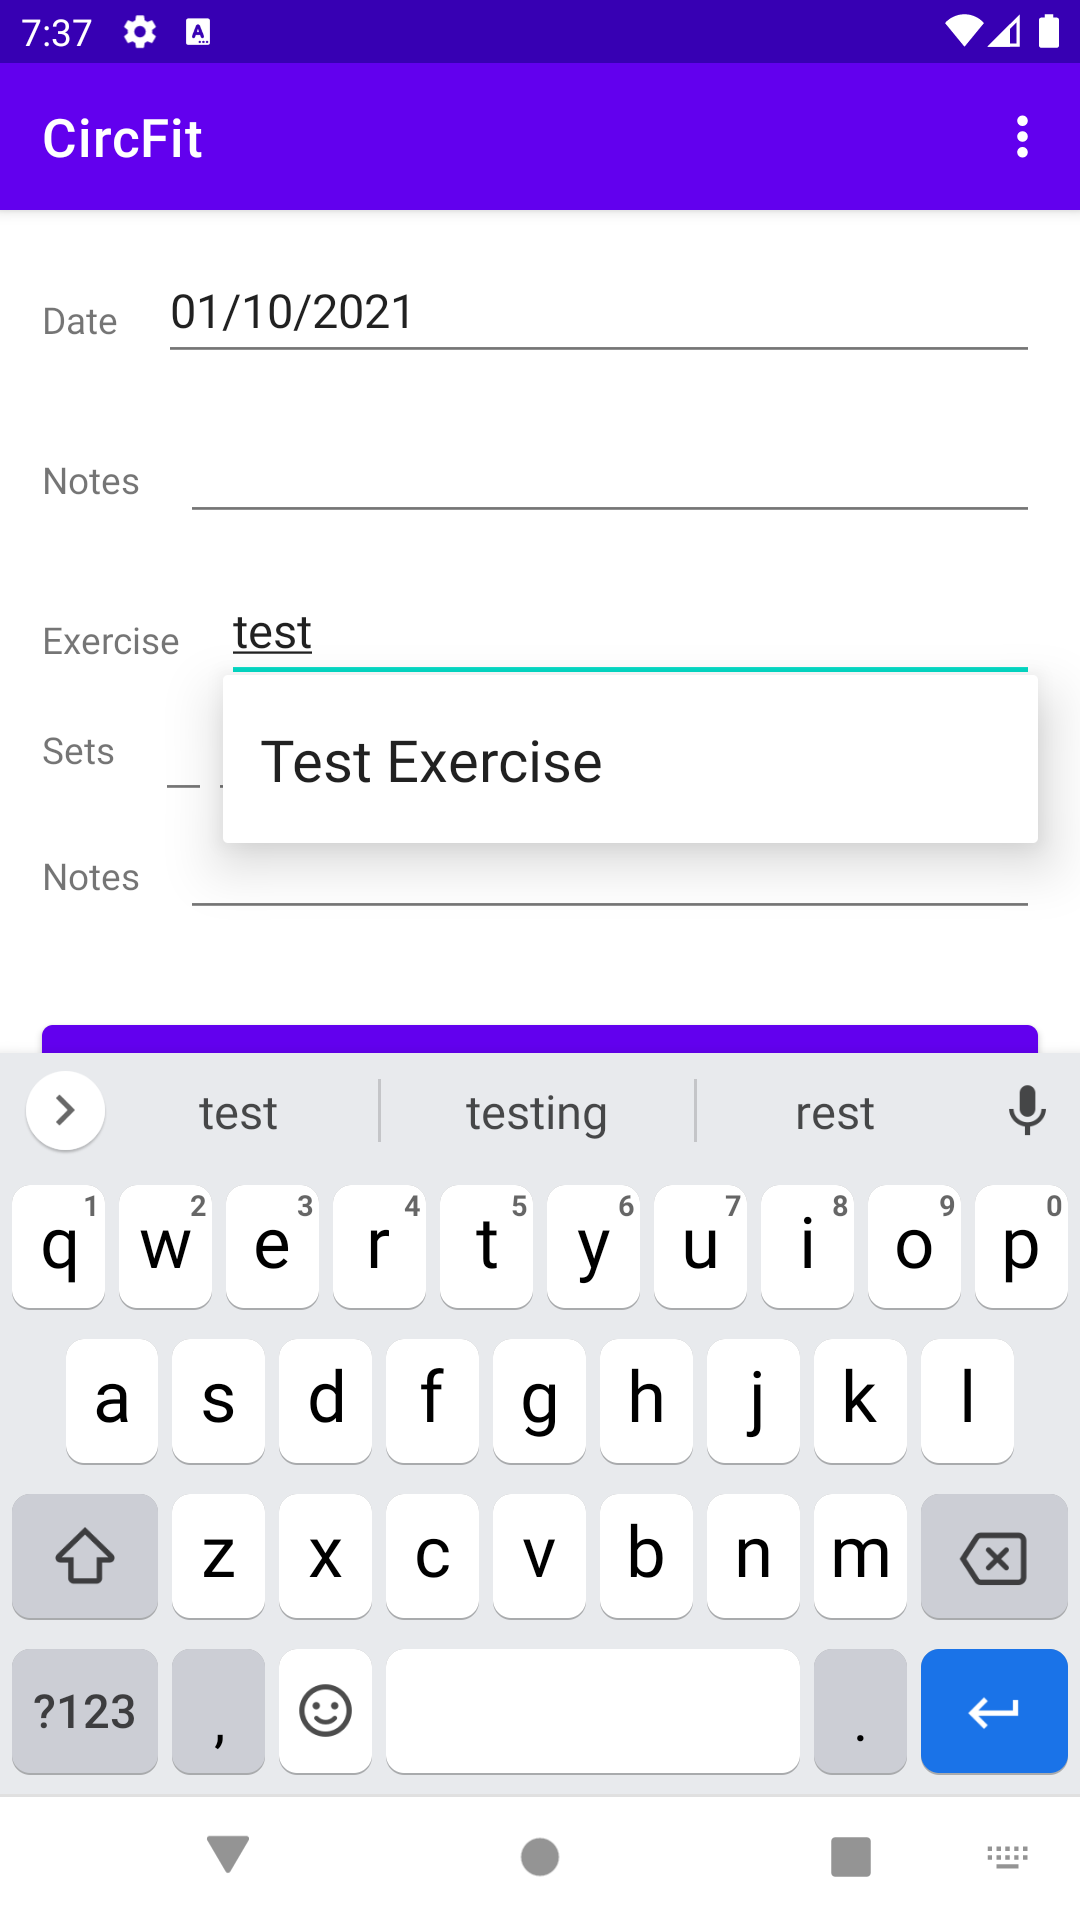 7:37
CircFit
Date 01/10/2021
Notes
Exercise test
Test Exercise
Sets
Notes
test testing rest
1 2 3 4 5 6 7 8 9 0
q w e r t y u i o p
a s d f g h j k l
z x c v b n m
?123 , .